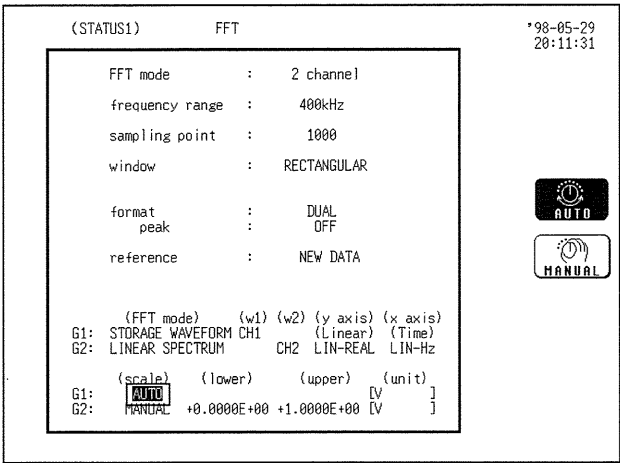 (STATUS1) FFT '98-05-29
20:11:31
FFT mode : 2 channel
frequency range : 400kHz
sampling point : 1000
window : RECTANGULAR
format : DUAL
peak : OFF
reference : NEW DATA
AUTO
MANUAL
(FFT mode) (w1) (w2) (y axis) (x axis)
G1: STORAGE WAVEFORM CH1 (Linear) (Time)
G2: LINEAR SPECTRUM CH2 LIN-REAL LIN-Hz
(scale) (lower) (upper) (unit)
G1: AUTO [V ]
G2: MANUAL +0.0000E+00 +1.0000E+00 [V ]